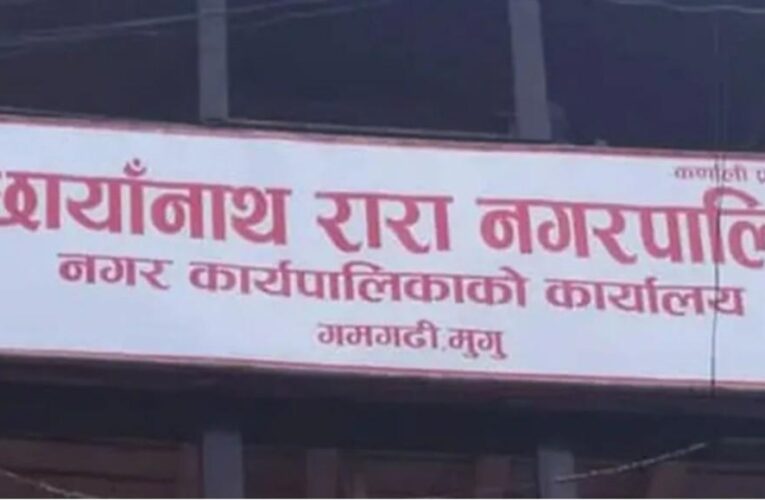 कर्णाली प्र
छायाँनाथ रारा नगरपालि
नगर कार्यपालिकाको कार्यालय
गमगढी,मुगु